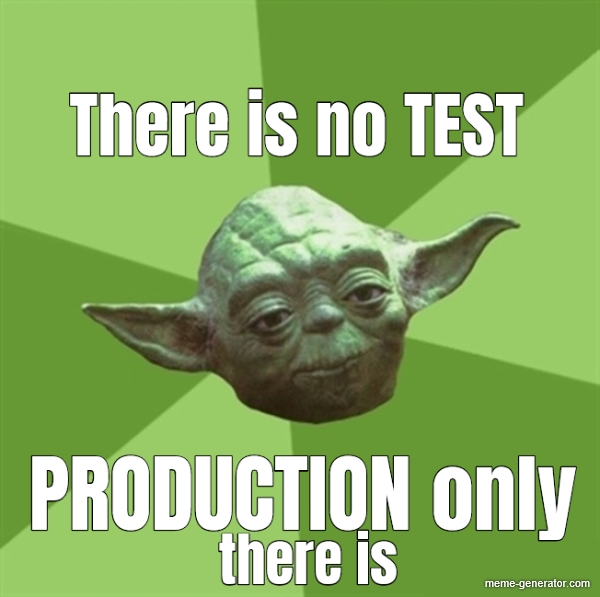 There is no TEST
PRODUCTION only
there is
meme-generator.com